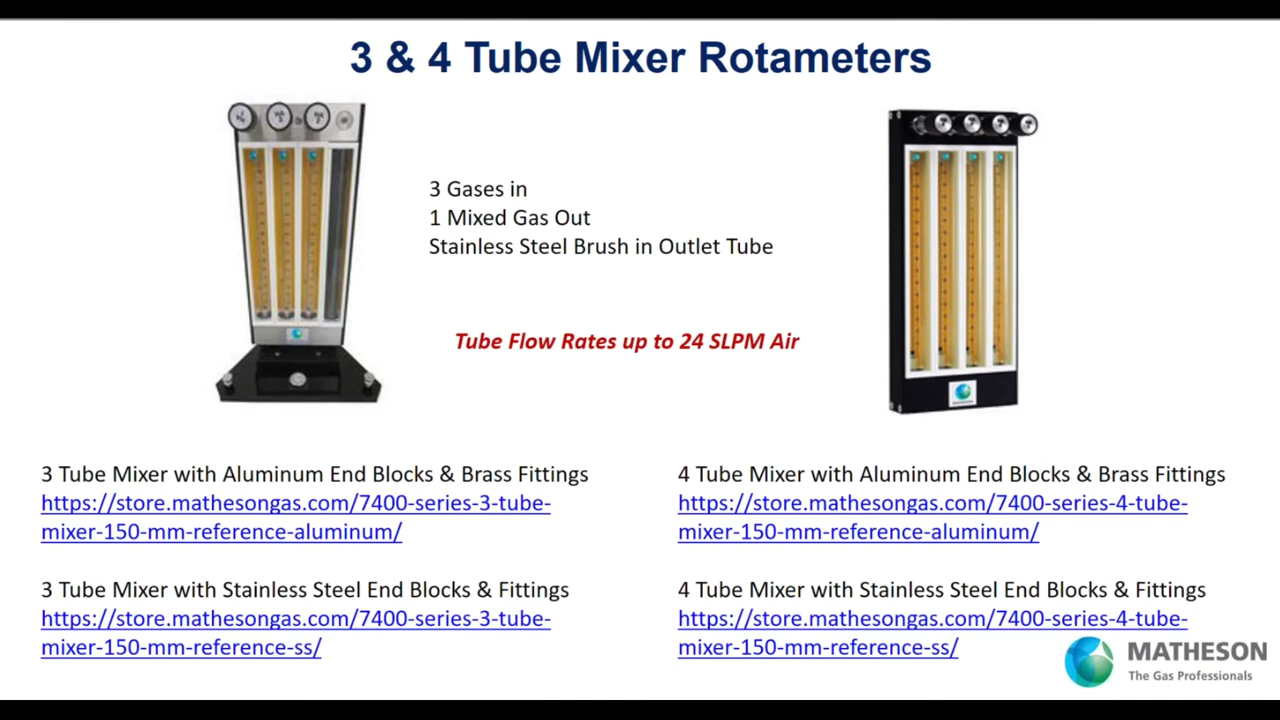 3 & 4 Tube Mixer Rotameters
3 Gases in
1 Mixed Gas Out
Stainless Steel Brush in Outlet Tube
Tube Flow Rates up to 24 SLPM Air
3 Tube Mixer with Aluminum End Blocks & Brass Fittings
https://store.mathesongas.com/7400-series-3-tube-
mixer-150-mm-reference-aluminum/
3 Tube Mixer with Stainless Steel End Blocks & Fittings
https://store.mathesongas.com/7400-series-3-tube-
mixer-150-mm-reference-ss/
4 Tube Mixer with Aluminum End Blocks & Brass Fittings
https://store.mathesongas.com/7400-series-4-tube-
mixer-150-mm-reference-aluminum/
4 Tube Mixer with Stainless Steel End Blocks & Fittings
https://store.mathesongas.com/7400-series-4-tube-
mixer-150-mm-reference-ss/
MATHESON
The Gas Professionals